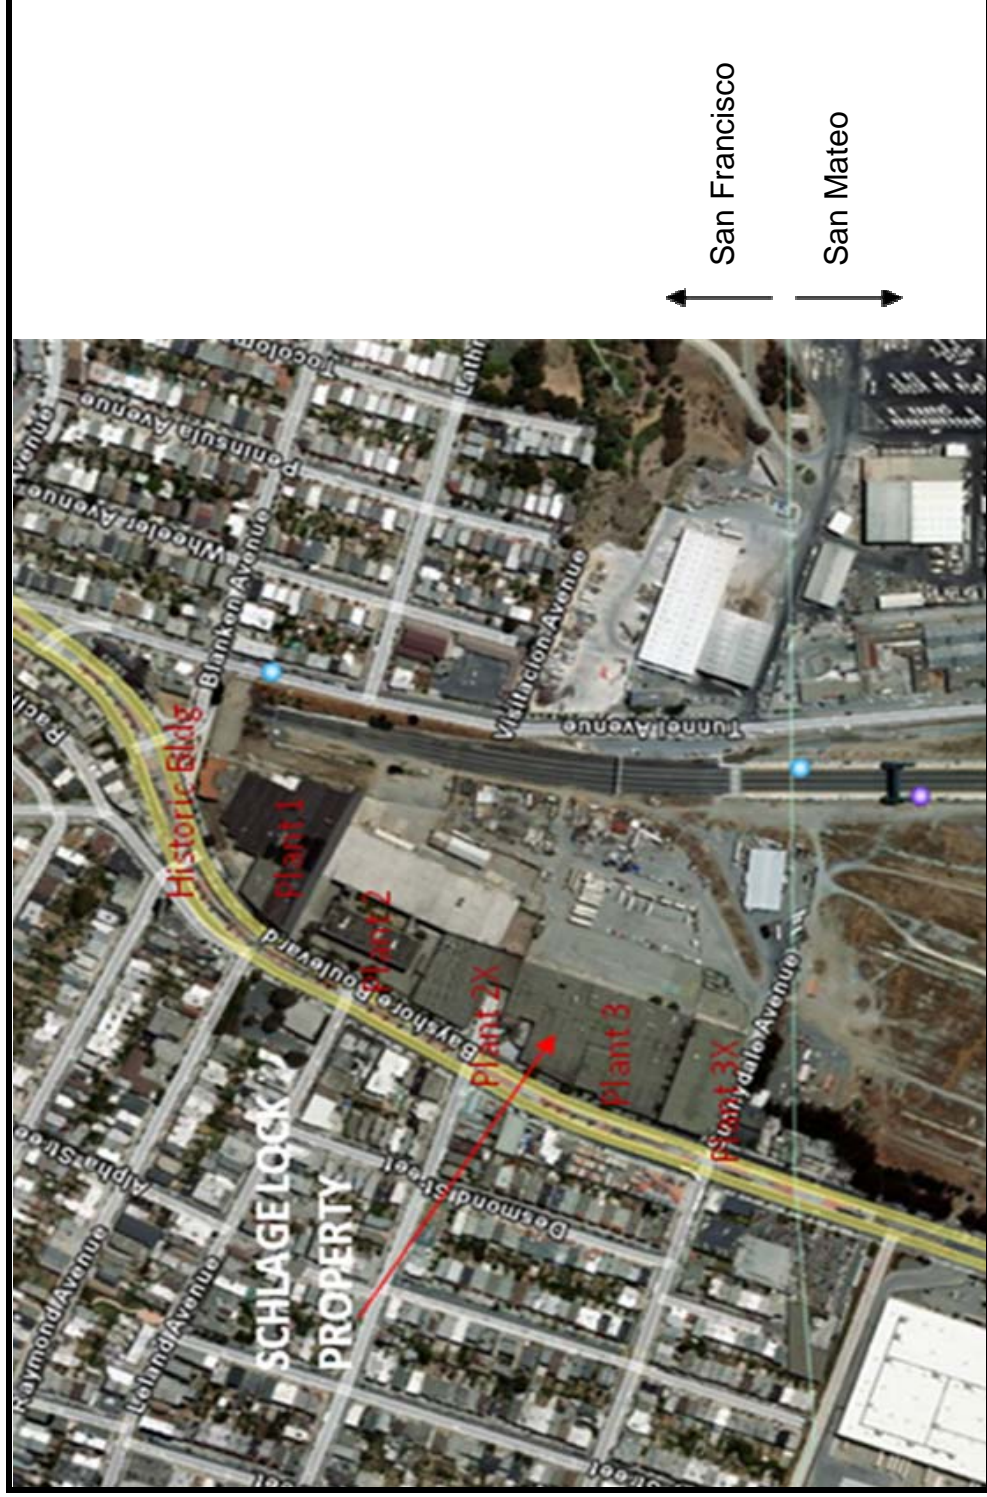 San Francisco
San Mateo
Avenue
Peninsula Avenue
Wheeler Avenue
Blanken Avenue
Visitacion Avenue
Tunnel Avenue
Historic Bldg
Plant 1
Plant 2
Bayshore Boulevard
Plant 2X
Plant 3
Plant 3X
SCHLAGE LOCK
PROPERTY
Desmond Street
Alpha Stree
Raymond Avenue
Leland Avenue
Street